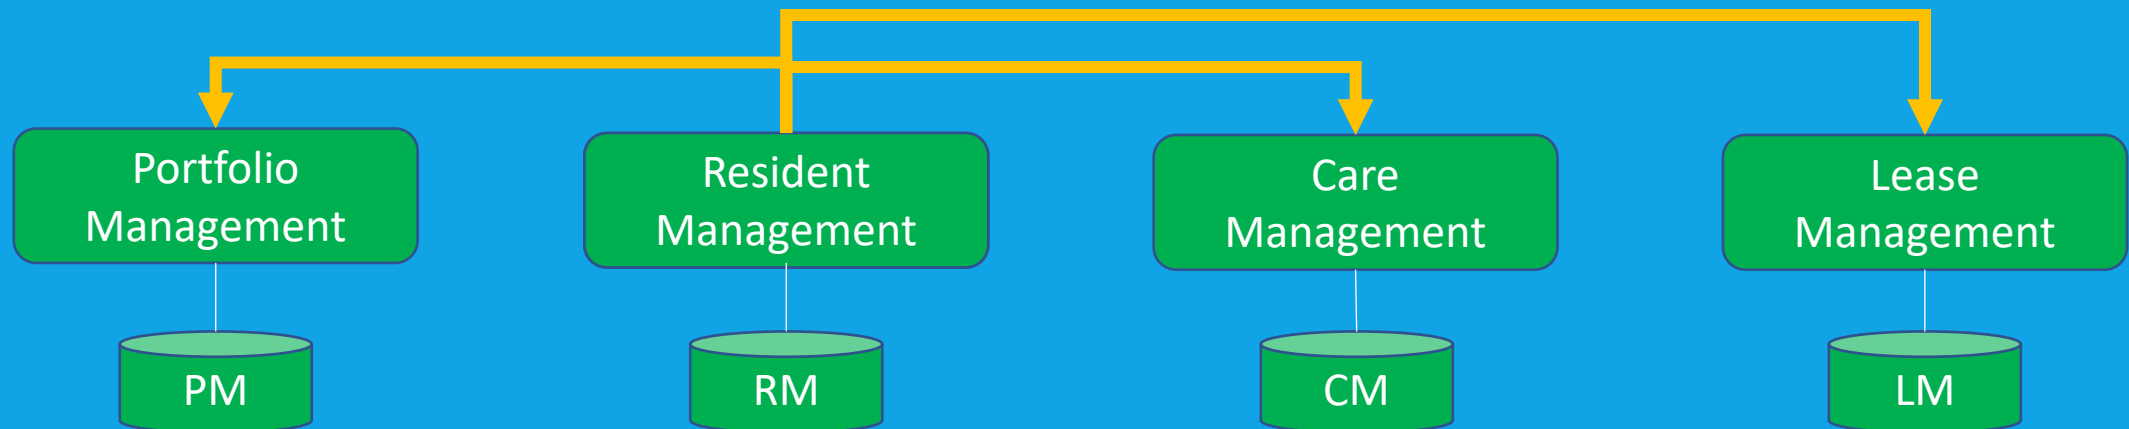 Portfolio
Management
Resident
Management
Care
Management
Lease
Management
PM
RM
CM
LM